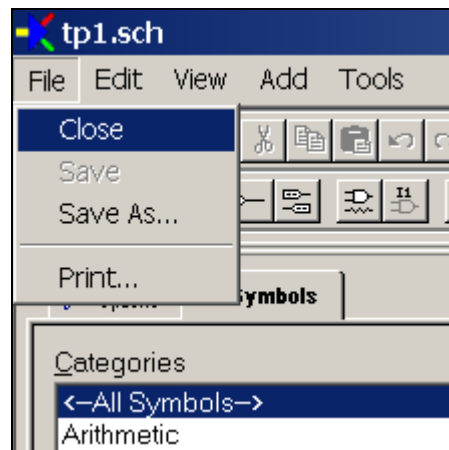 tp1.sch
File Edit View Add Tools
Close
Save
Save As...
Print...
Symbols
Categories
<--All Symbols-->
Arithmetic